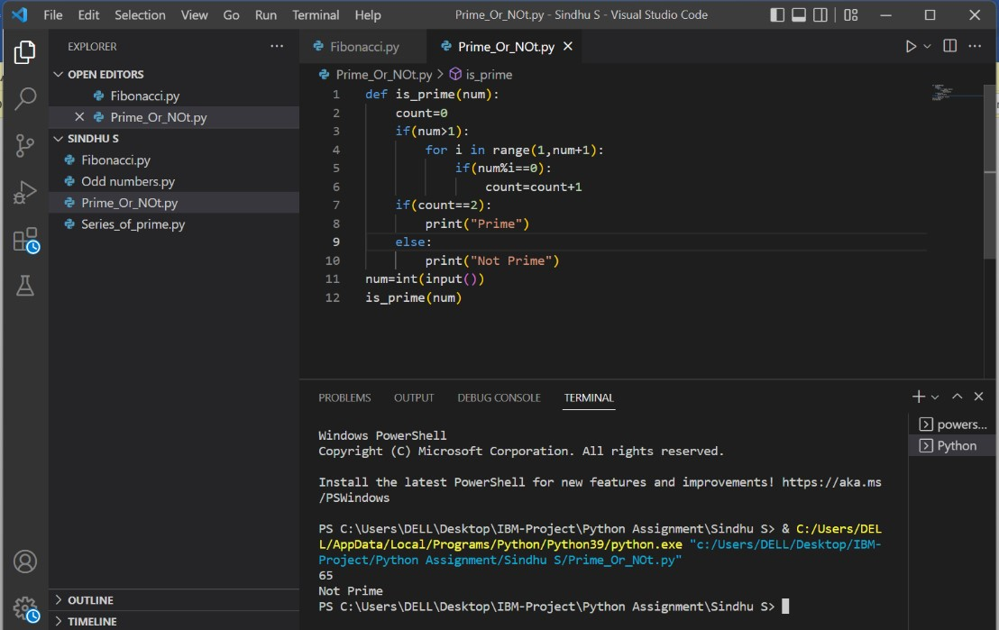 File Edit Selection View Go Run Terminal Help Prime_Or_NOt.py - Sindhu S - Visual Studio Code
EXPLORER
OPEN EDITORS
Fibonacci.py
Prime_Or_NOt.py
SINDHU S
Fibonacci.py
Odd numbers.py
Prime_Or_NOt.py
Series_of_prime.py
OUTLINE
TIMELINE
Fibonacci.py Prime_Or_NOt.py
Prime_Or_NOt.py > is_prime
1 def is_prime(num):
2 count=0
3 if(num>1):
4 for i in range(1,num+1):
5 if(num%i==0):
6 count=count+1
7 if(count==2):
8 print("Prime")
9 else:
10 print("Not Prime")
11 num=int(input())
12 is_prime(num)
PROBLEMS OUTPUT DEBUG CONSOLE TERMINAL
Windows PowerShell
Copyright (C) Microsoft Corporation. All rights reserved.
Install the latest PowerShell for new features and improvements! https://aka.ms
/PSWindows
PS C:\Users\DELL\Desktop\IBM-Project\Python Assignment\Sindhu S> & C:/Users/DEL
L/AppData/Local/Programs/Python/Python39/python.exe "c:/Users/DELL/Desktop/IBM-
Project/Python Assignment/Sindhu S/Prime_Or_NOt.py"
65
Not Prime
PS C:\Users\DELL\Desktop\IBM-Project\Python Assignment\Sindhu S>
powers...
Python